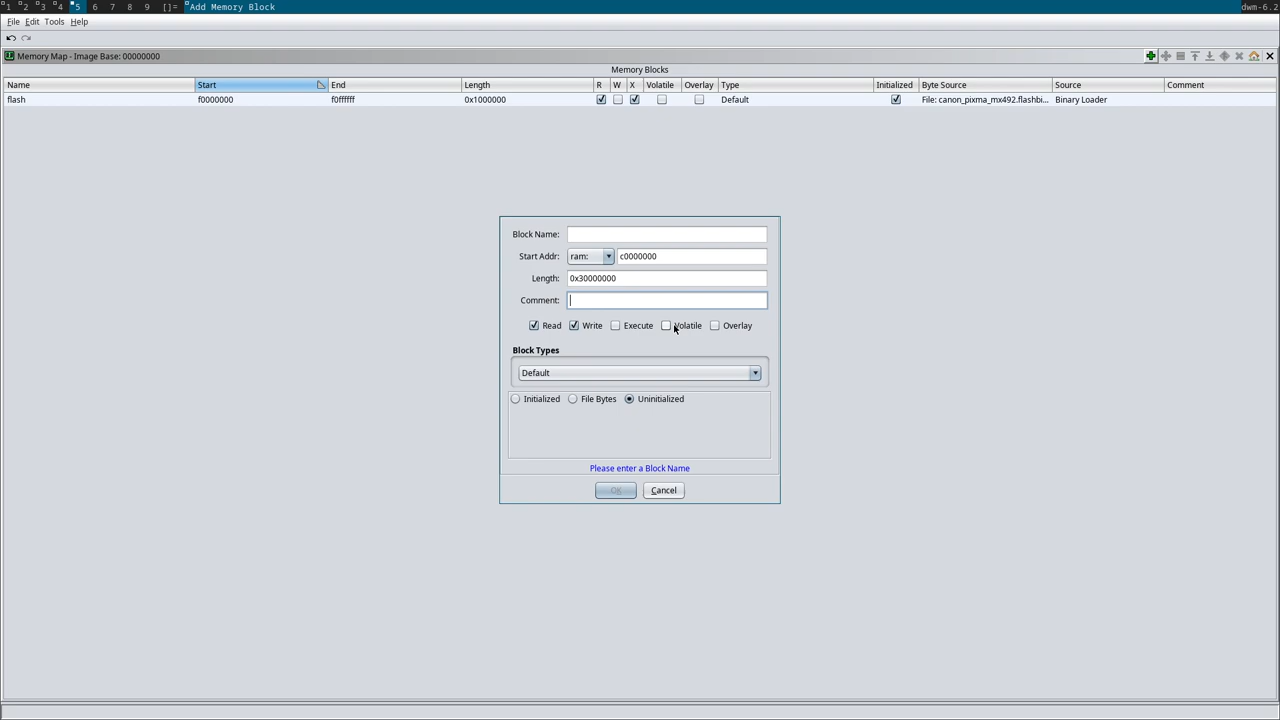 1 2 3 4 5 6 7 8 9 []= Add Memory Block dwm-6.2
File Edit Tools Help
Memory Map - Image Base: 00000000
Memory Blocks
Name Start End Length R W X Volatile Overlay Type Initialized Byte Source Source Comment
flash f0000000 f0ffffff 0x1000000 Default File: canon_pixma_mx492.flashbi... Binary Loader
Block Name:
Start Addr: ram: c0000000
Length: 0x30000000
Comment:
Read Write Execute Volatile Overlay
Block Types
Default
Initialized File Bytes Uninitialized
Please enter a Block Name
OK Cancel